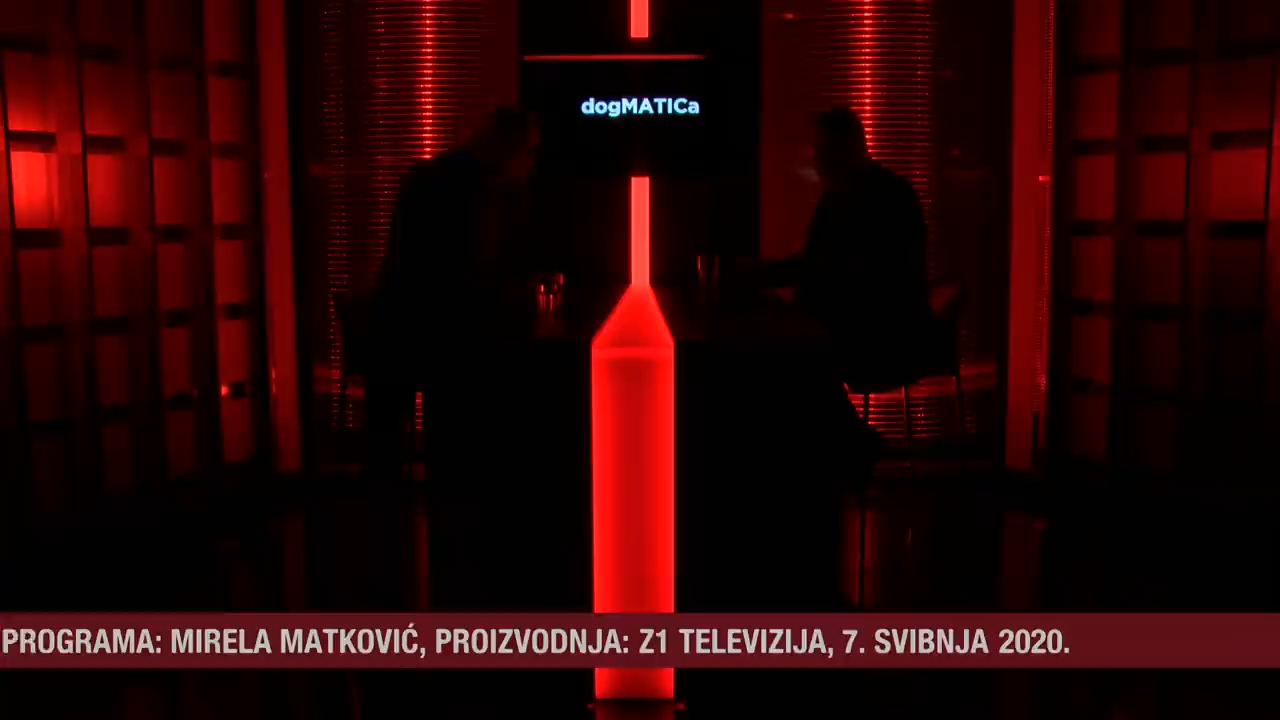 dogMATICa
PROGRAMA: MIRELA MATKOVIĆ, PROIZVODNJA: Z1 TELEVIZIJA, 7. SVIBNJA 2020.